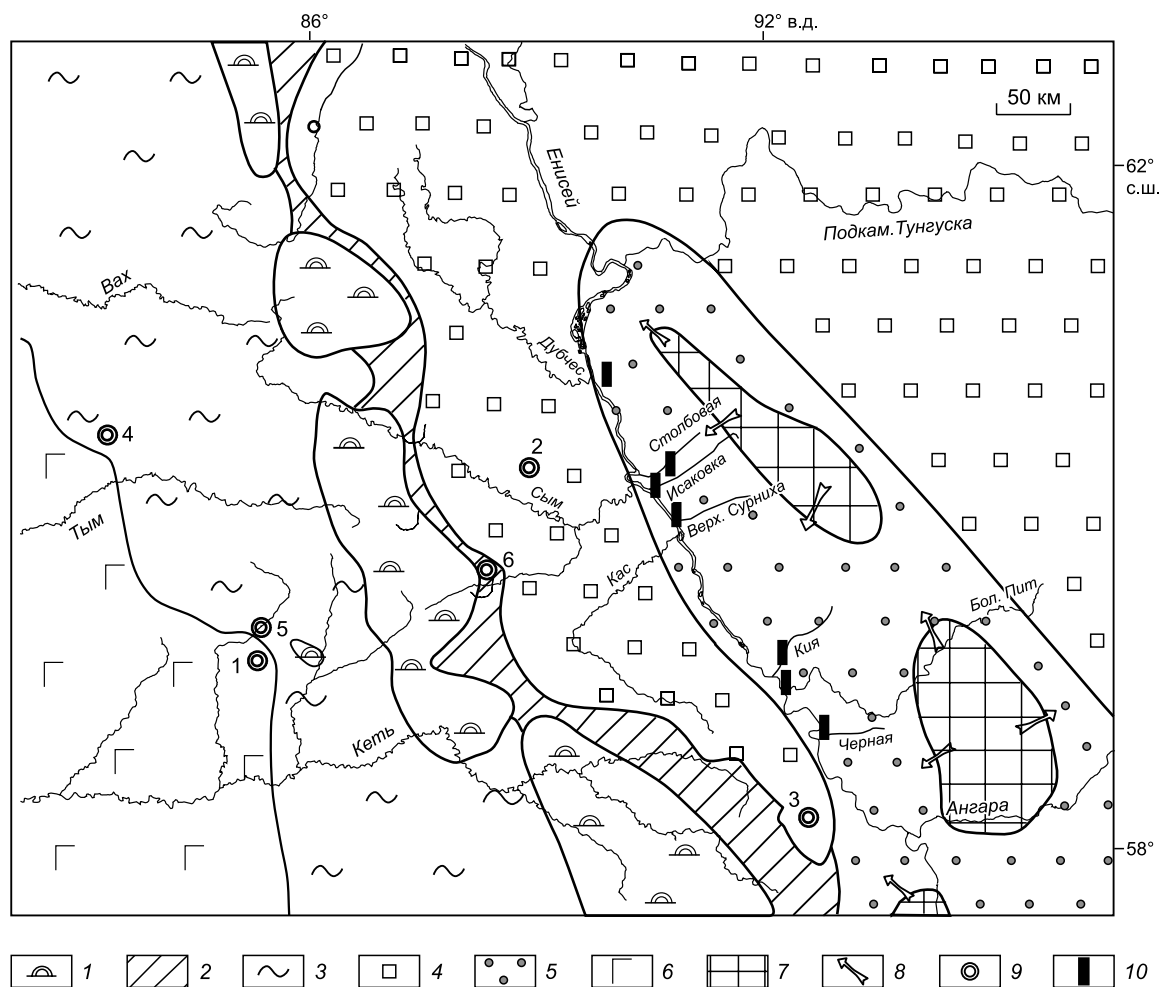 86°
92° в.д.
50 км
62°
с.ш.
Енисей
Подкам.Тунгуска
Вах
Дубчес
Столбовая
4
2
Исаковка
Сым
Верх. Сурниха
Тым
6
Кас
Бол. Пит
5
Кия
1
Кеть
Черная
3
Ангара
58°
1
2
3
4
5
6
7
8
9
10